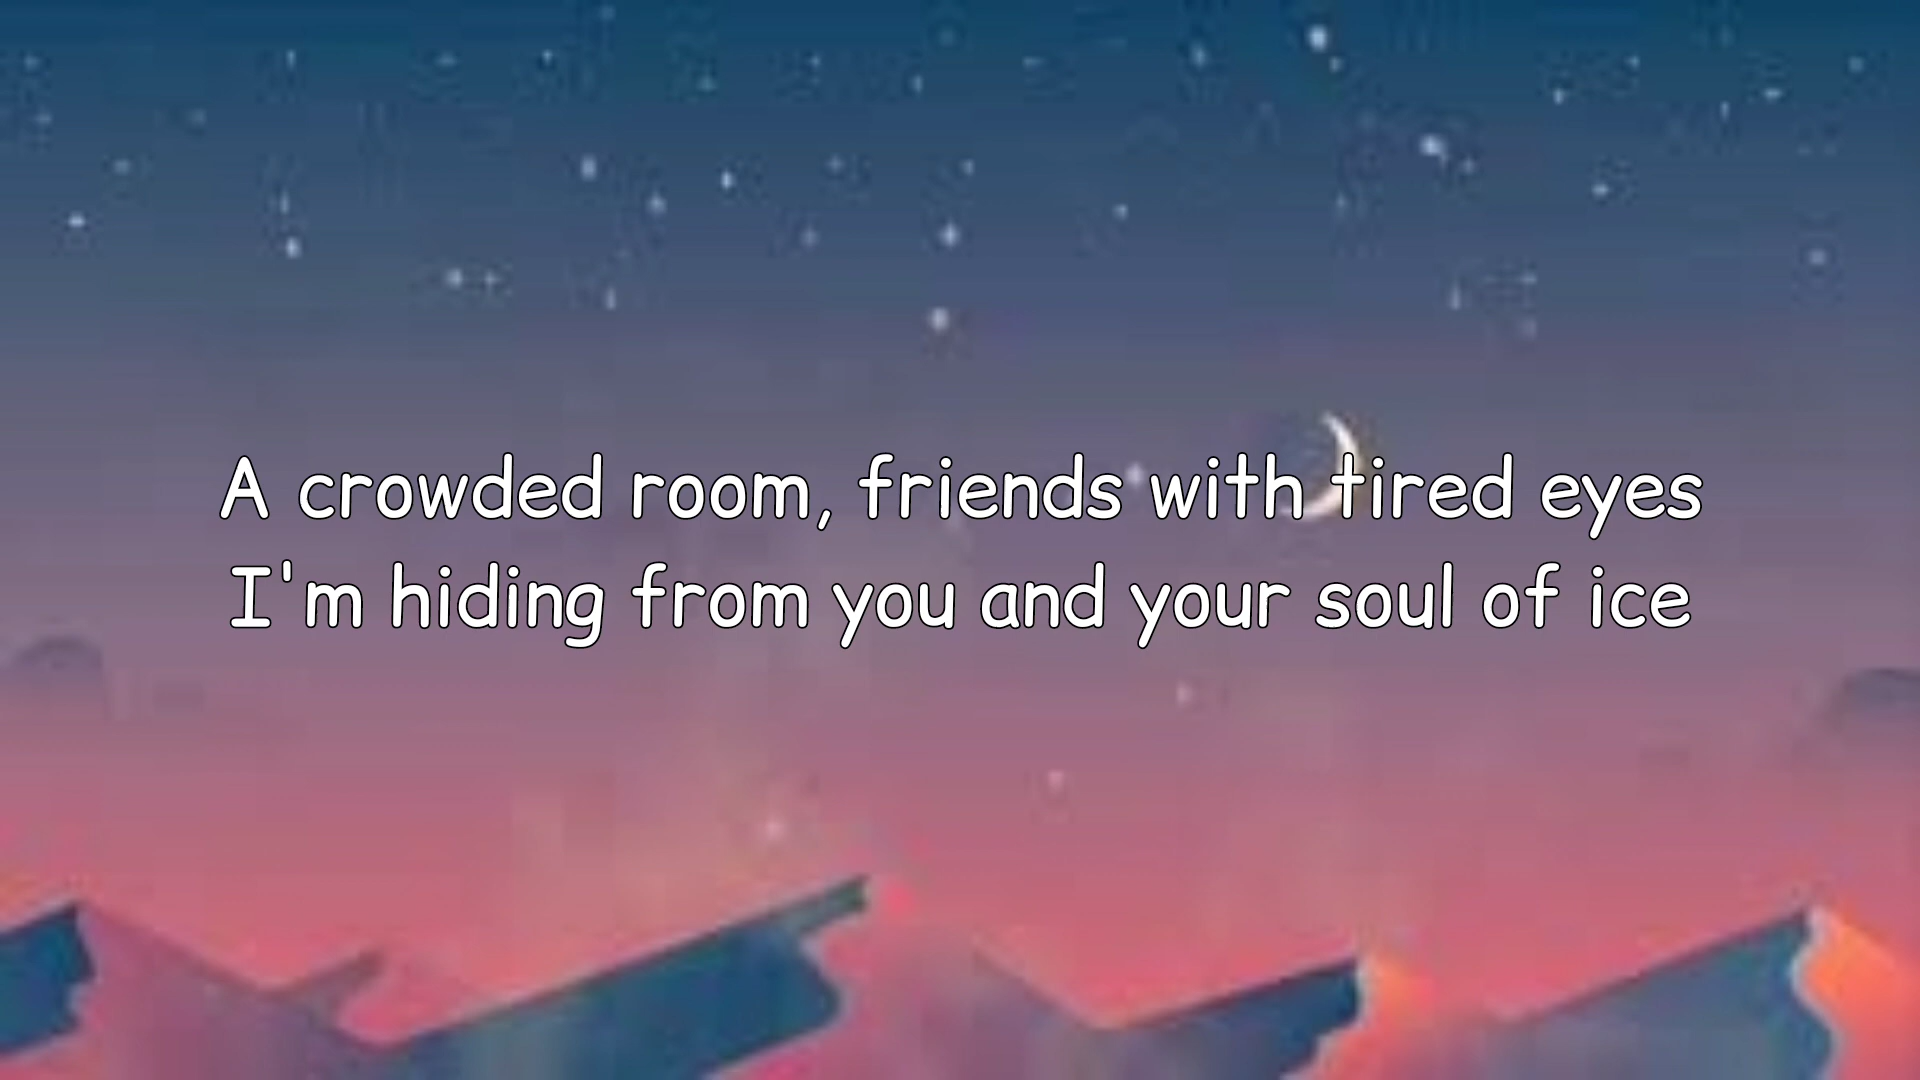 A crowded room, friends with tired eyes
I'm hiding from you and your soul of ice